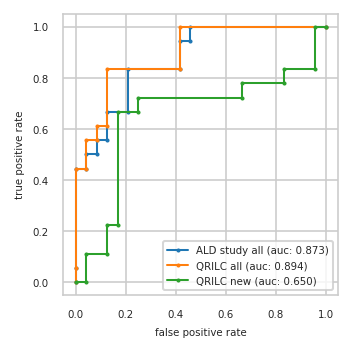 1.0
0.8
0.6
0.4
0.2
0.0
true positive rate
ALD study all (auc: 0.873)
QRILC all (auc: 0.894)
QRILC new (auc: 0.650)
0.0 0.2 0.4 0.6 0.8 1.0
false positive rate